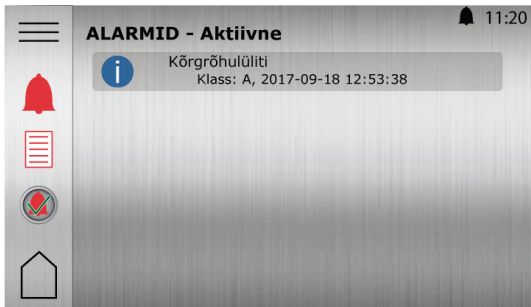 11:20
ALARMID - Aktiivne
i
Kõrgrõhulüliti
Klass: A, 2017-09-18 12:53:38